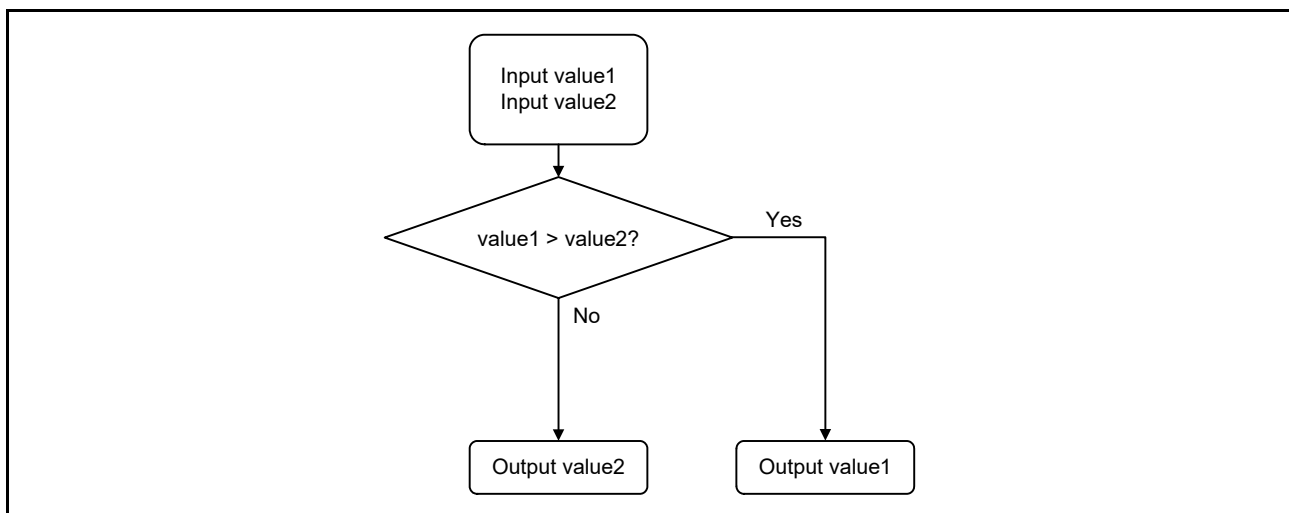 Input value1
Input value2
value1 > value2?
Yes
No
Output value2
Output value1